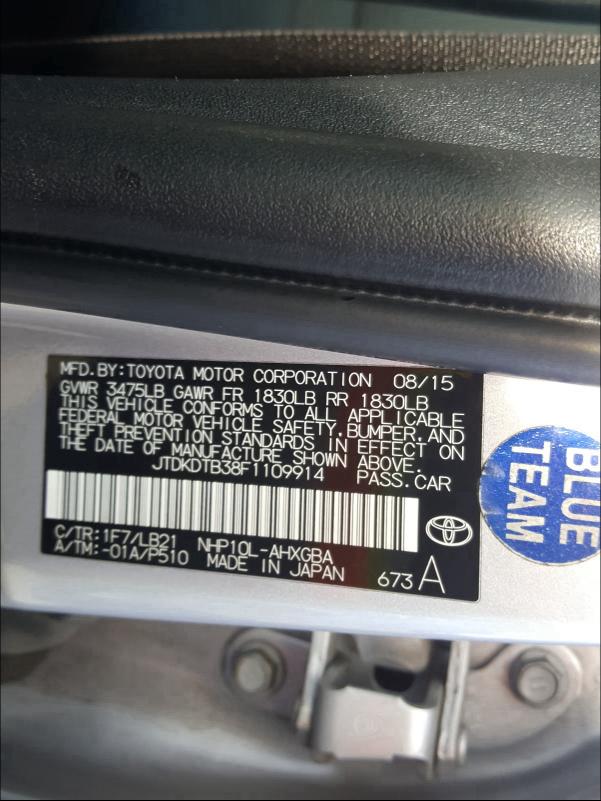 MFD. BY: TOYOTA MOTOR CORPORATION 08/15
GVWR 3475LB GAWR FR 1830LB RR 1830LB
THIS VEHICLE CONFORMS TO ALL APPLICABLE
FEDERAL MOTOR VEHICLE SAFETY, BUMPER, AND
THEFT PREVENTION STANDARDS IN EFFECT ON
THE DATE OF MANUFACTURE SHOWN ABOVE.
JTDKDTB38F1109914 PASS. CAR
C/TR: 1F7/LB21 NHP10L-AHXGBA
A/TM: -01A/P510 MADE IN JAPAN
673 A
BLUE
TEAM